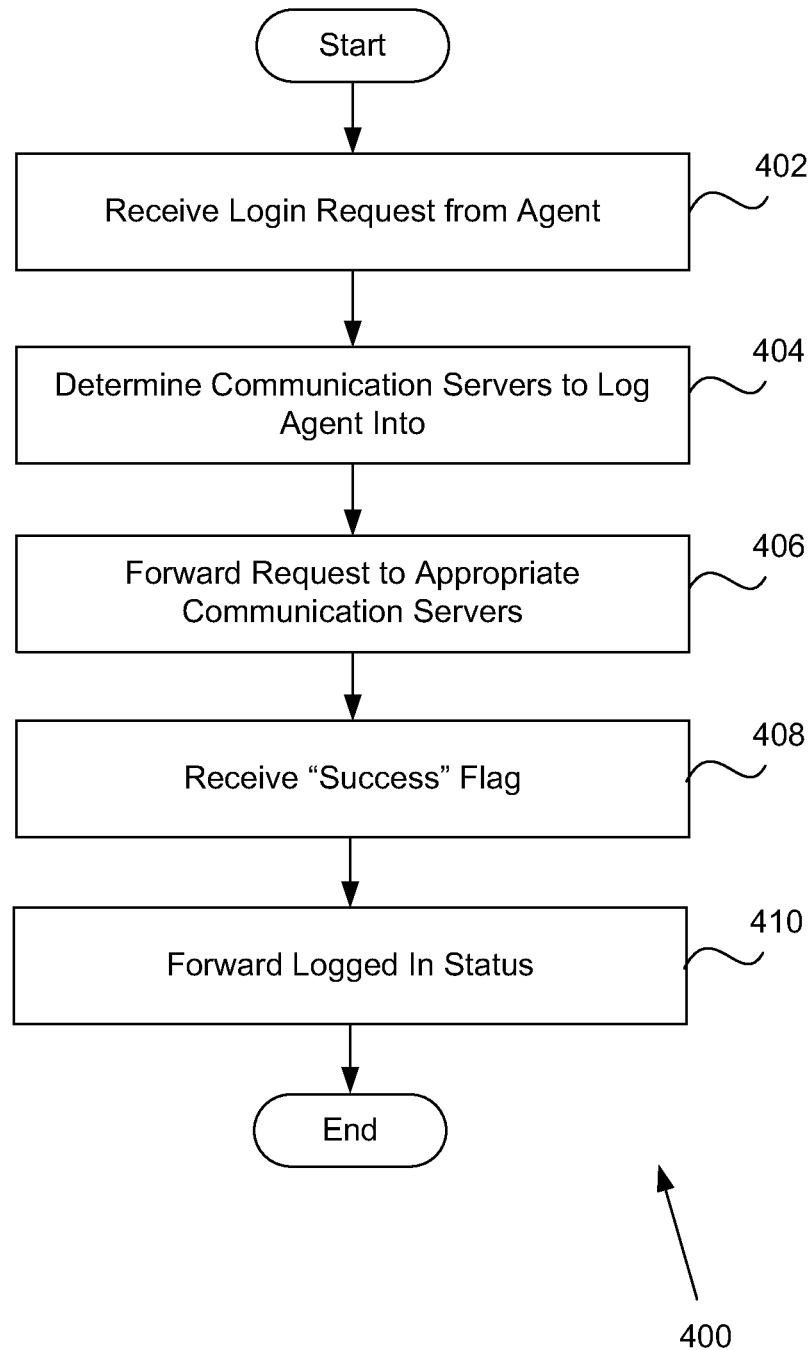 Start
402
Receive Login Request from Agent
404
Determine Communication Servers to Log
Agent Into
406
Forward Request to Appropriate
Communication Servers
408
Receive “Success” Flag
410
Forward Logged In Status
End
400